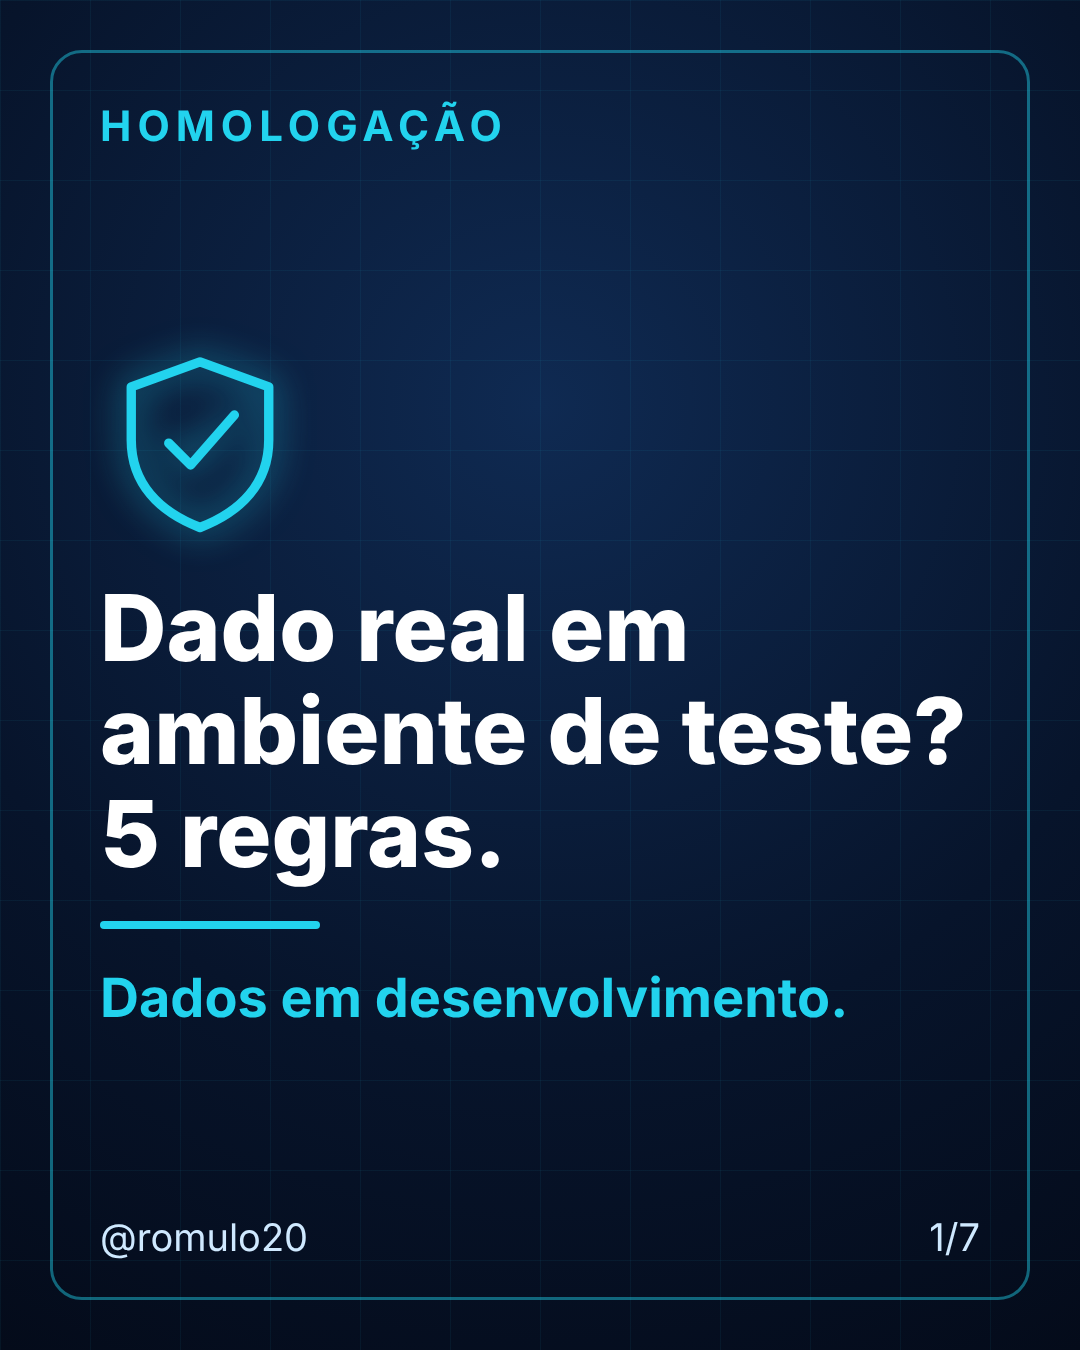 HOMOLOGAÇÃO
Dado real em
ambiente de teste?
5 regras.
Dados em desenvolvimento.
@romulo20
1/7